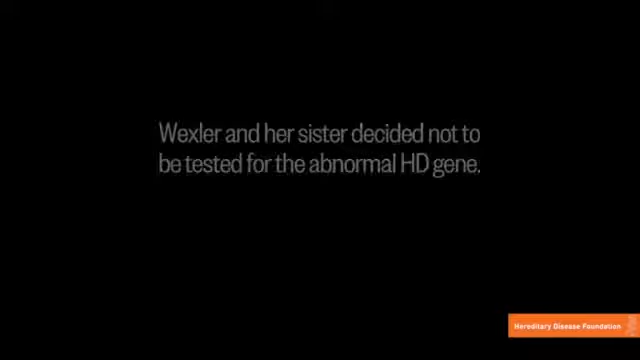 Wexler and her sister decided not to
be tested for the abnormal HD gene.
Hereditary Disease Foundation